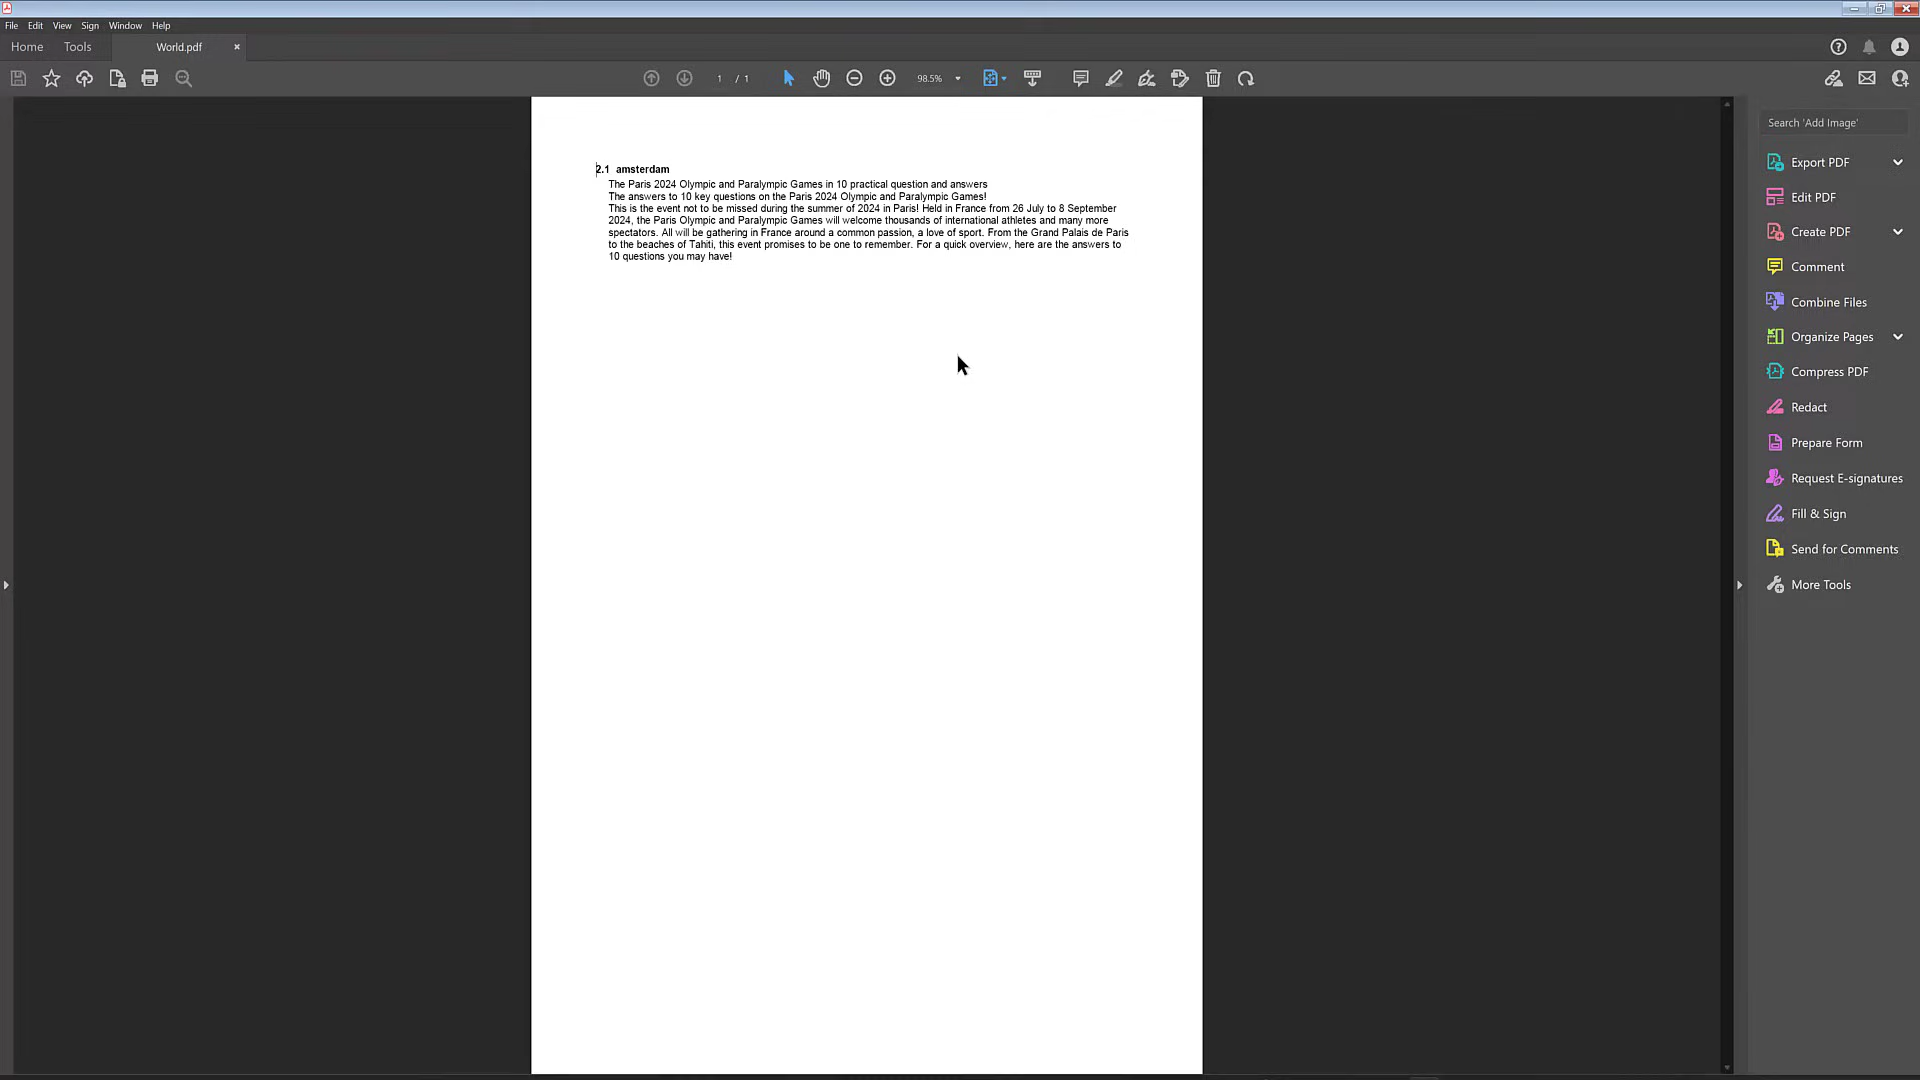 File Edit View Sign Window Help
Home Tools World.pdf
1 / 1 98.5%
Search 'Add Image'
2.1 amsterdam
The Paris 2024 Olympic and Paralympic Games in 10 practical question and answers
The answers to 10 key questions on the Paris 2024 Olympic and Paralympic Games!
This is the event not to be missed during the summer of 2024 in Paris! Held in France from 26 July to 8 September
2024, the Paris Olympic and Paralympic Games will welcome thousands of international athletes and many more
spectators. All will be gathering in France around a common passion, a love of sport. From the Grand Palais de Paris
to the beaches of Tahiti, this event promises to be one to remember. For a quick overview, here are the answers to
10 questions you may have!
Export PDF
Edit PDF
Create PDF
Comment
Combine Files
Organize Pages
Compress PDF
Redact
Prepare Form
Request E-signatures
Fill & Sign
Send for Comments
More Tools